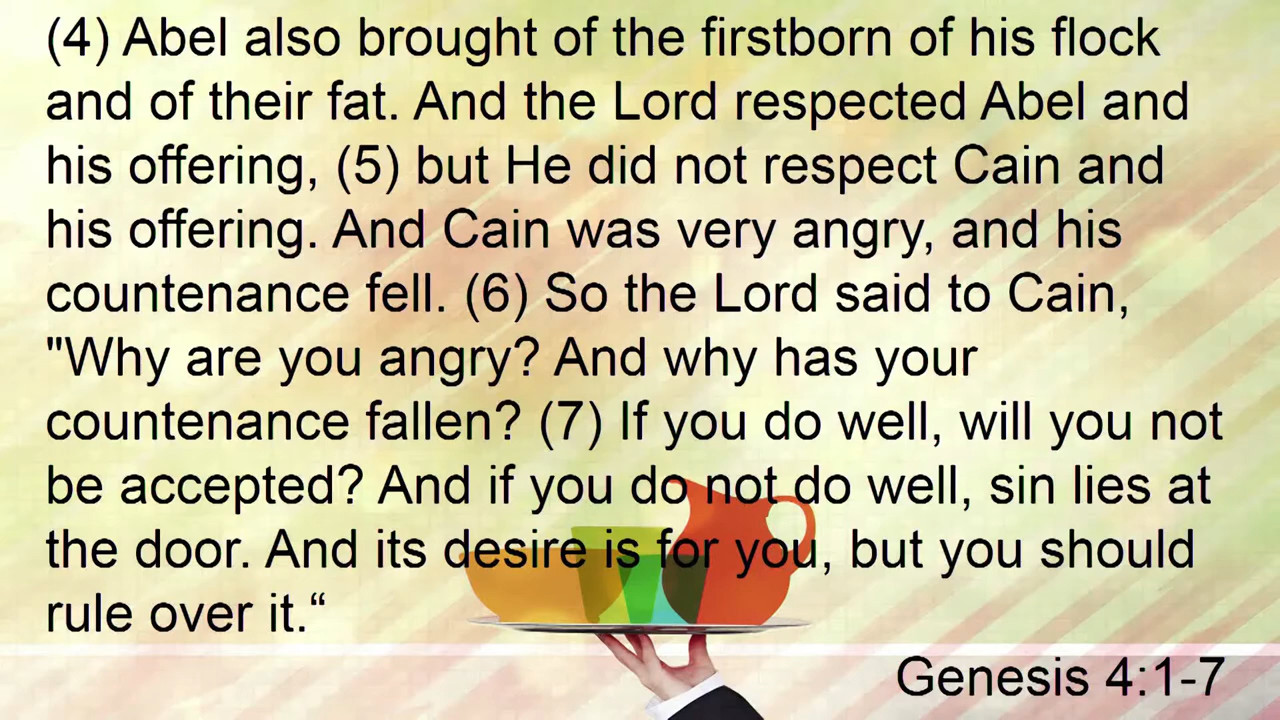 (4) Abel also brought of the firstborn of his flock
and of their fat. And the Lord respected Abel and
his offering, (5) but He did not respect Cain and
his offering. And Cain was very angry, and his
countenance fell. (6) So the Lord said to Cain,
"Why are you angry? And why has your
countenance fallen? (7) If you do well, will you not
be accepted? And if you do not do well, sin lies at
the door. And its desire is for you, but you should
rule over it.“
Genesis 4:1-7